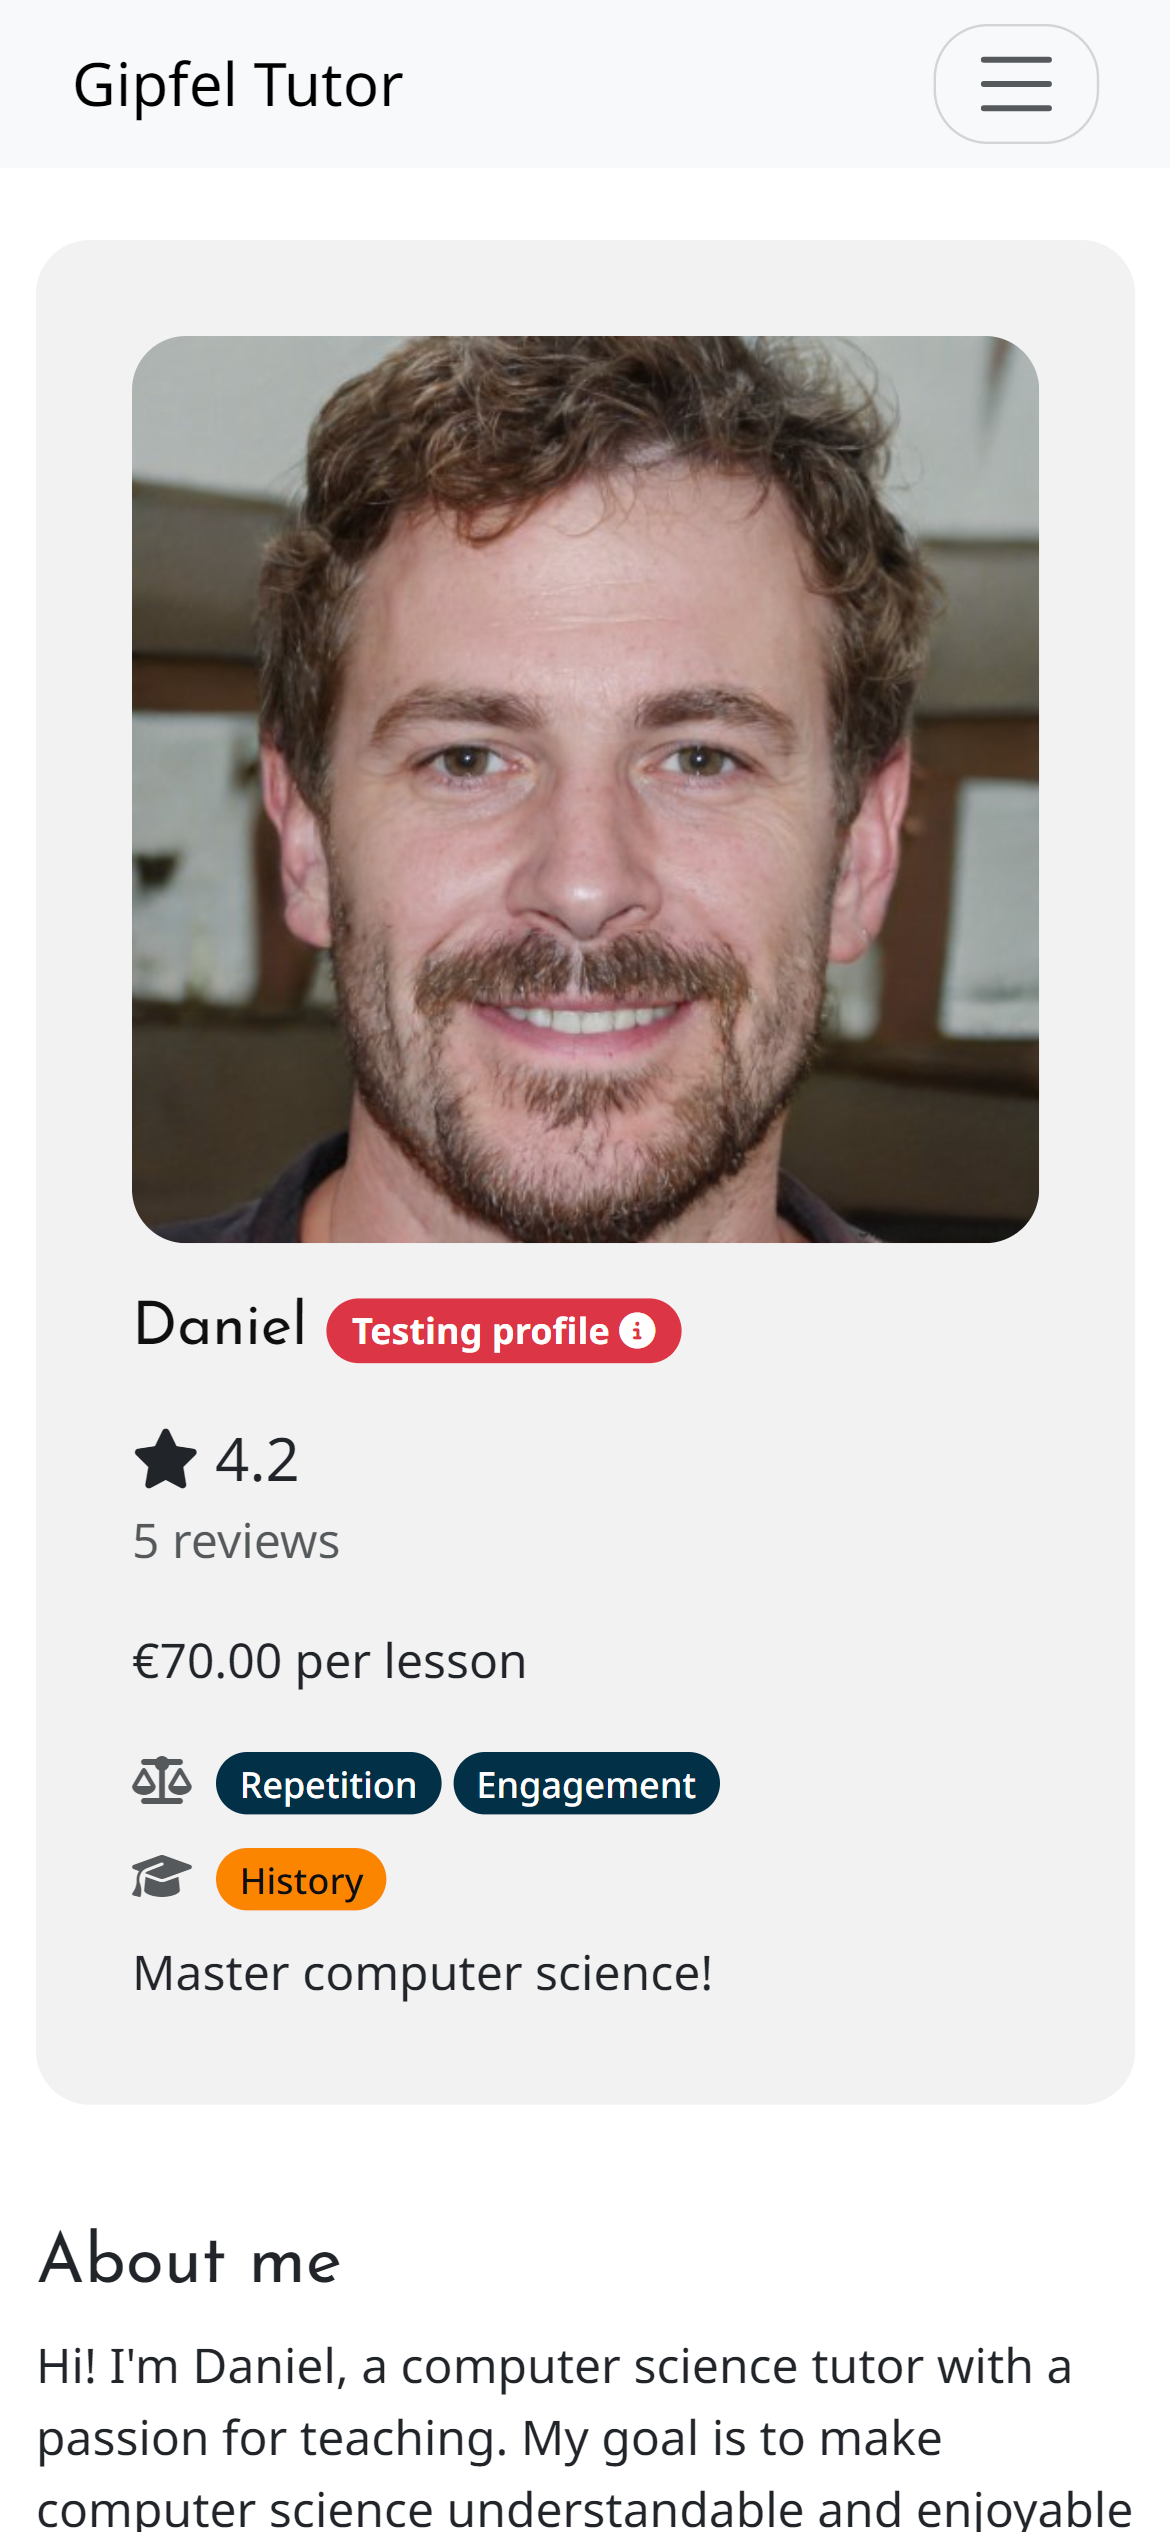 Gipfel Tutor
Daniel Testing profile
4.2
5 reviews
€70.00 per lesson
Repetition Engagement
History
Master computer science!
About me
Hi! I'm Daniel, a computer science tutor with a
passion for teaching. My goal is to make
computer science understandable and enjoyable